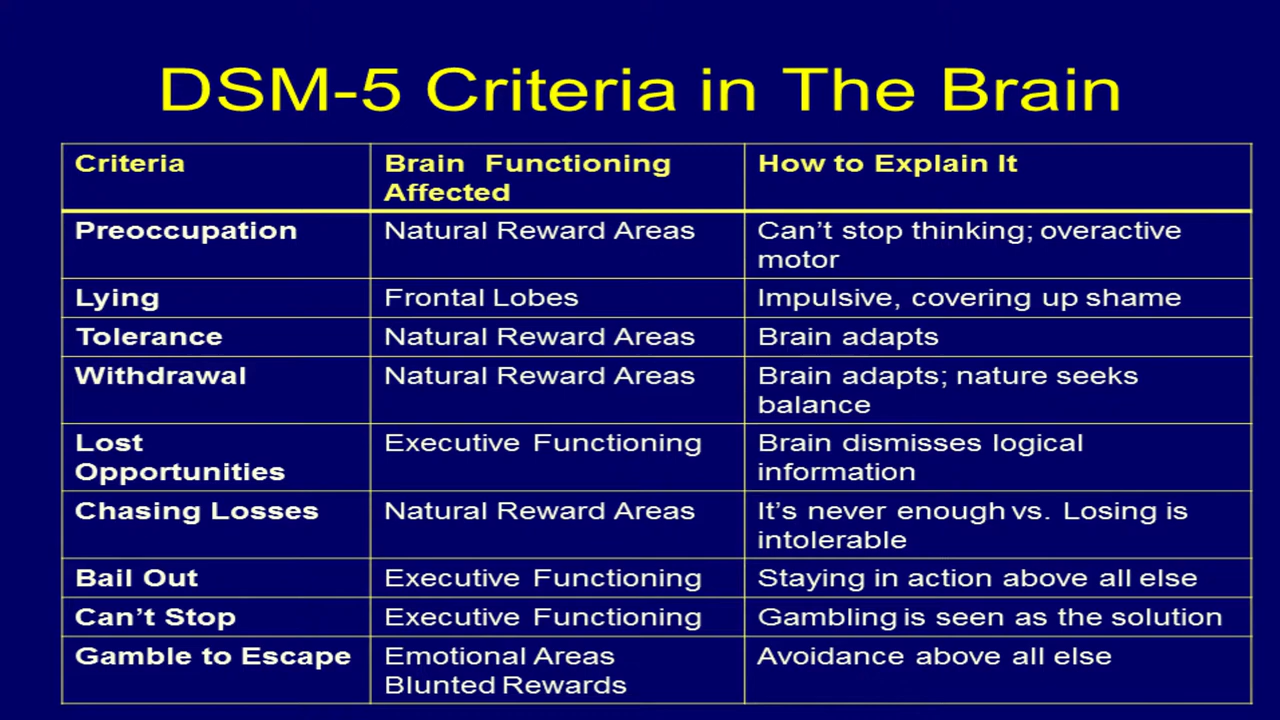 DSM-5 Criteria in The Brain
Criteria
Brain Functioning
Affected
How to Explain It
Preoccupation
Natural Reward Areas
Can't stop thinking; overactive
motor
Lying
Frontal Lobes
Impulsive, covering up shame
Tolerance
Natural Reward Areas
Brain adapts
Withdrawal
Natural Reward Areas
Brain adapts; nature seeks
balance
Lost
Opportunities
Executive Functioning
Brain dismisses logical
information
Chasing Losses
Natural Reward Areas
It's never enough vs. Losing is
intolerable
Bail Out
Executive Functioning
Staying in action above all else
Can't Stop
Executive Functioning
Gambling is seen as the solution
Gamble to Escape
Emotional Areas
Blunted Rewards
Avoidance above all else